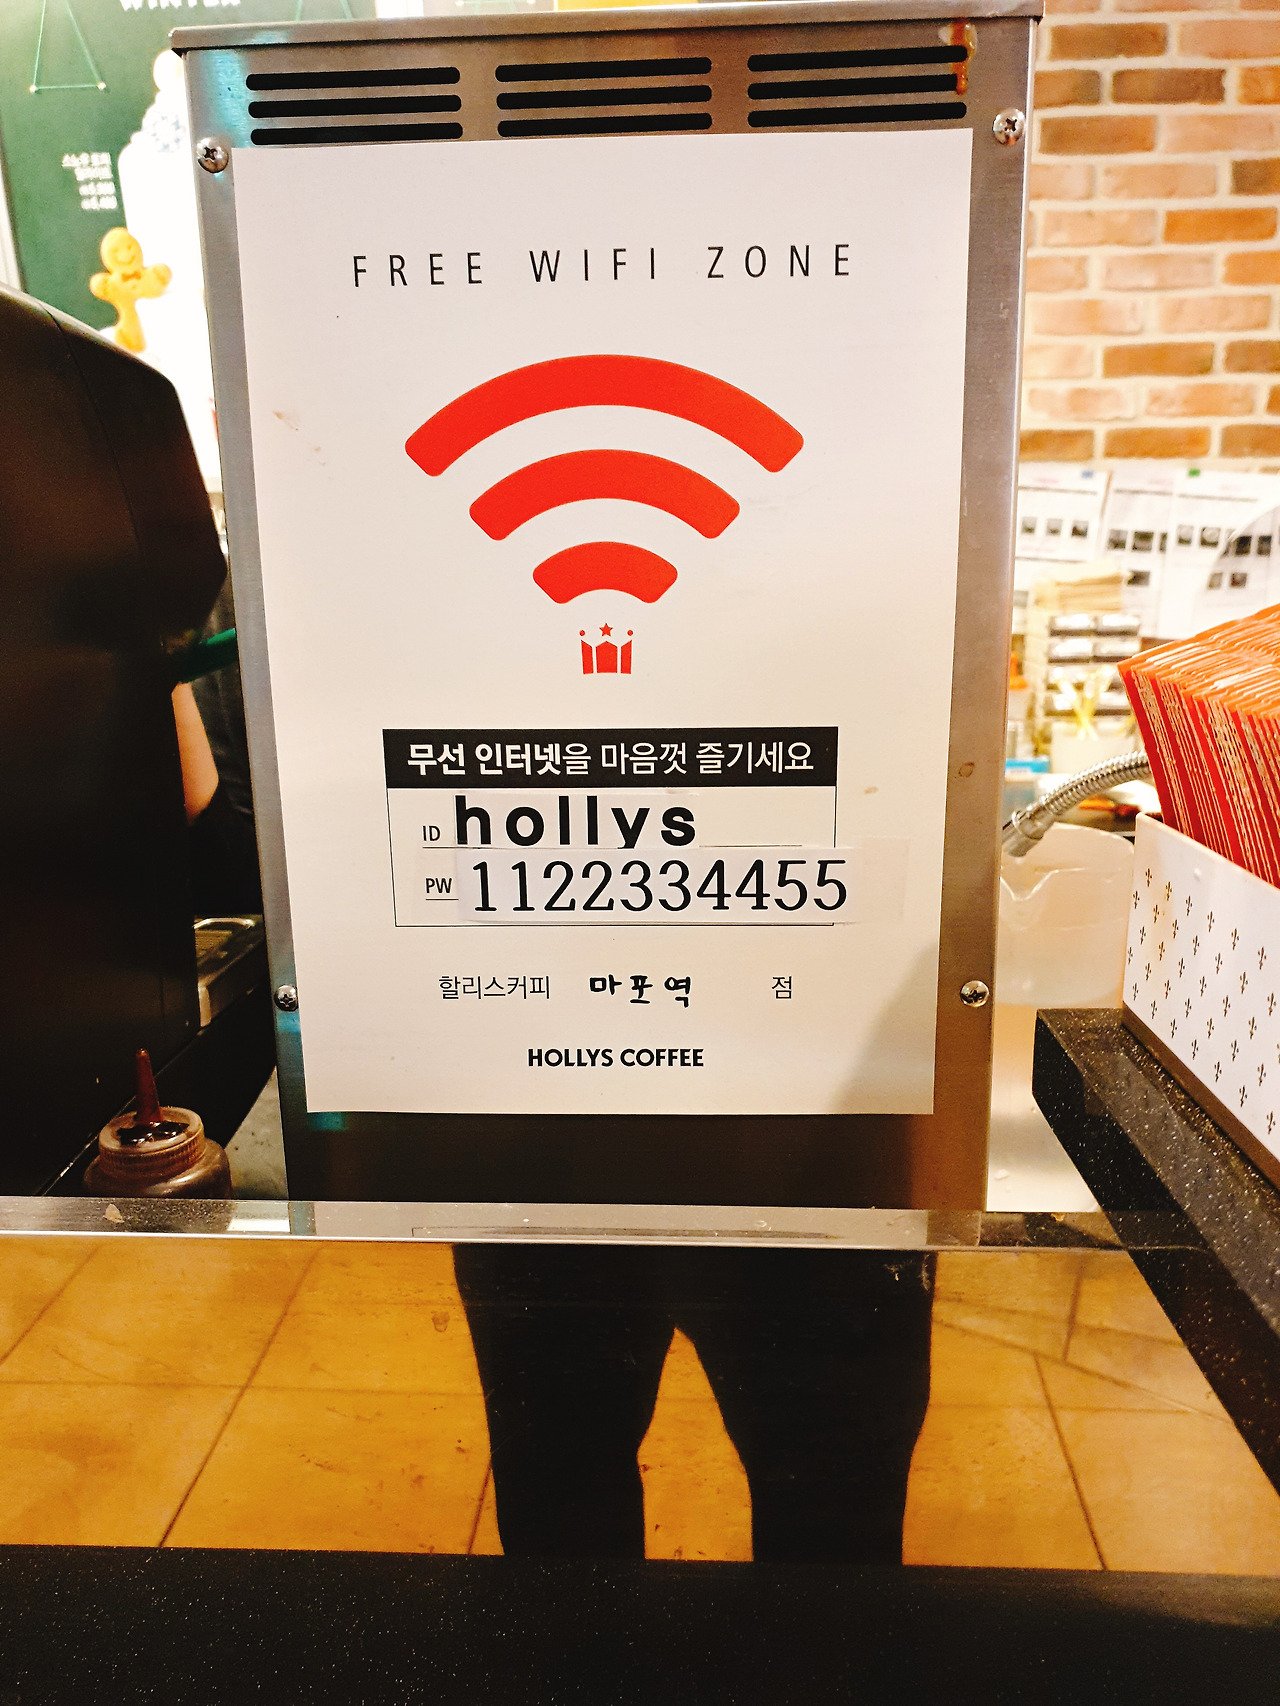 WINTER
FREE WIFI ZONE
무선 인터넷을 마음껏 즐기세요
ID hollys
PW 1122334455
할리스커피 마포역 점
HOLLYS COFFEE